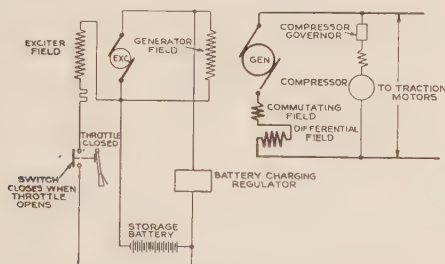 EXCITER
FIELD
EXC
GENERATOR
FIELD
GEN
COMPRESSOR
GOVERNOR
COMPRESSOR
TO TRACTION
MOTORS
COMMUTATING
FIELD
DIFFERENTIAL
FIELD
THROTTLE
CLOSED
SWITCH
CLOSES WHEN
THROTTLE
OPENS
BATTERY CHARGING
REGULATOR
STORAGE
BATTERY